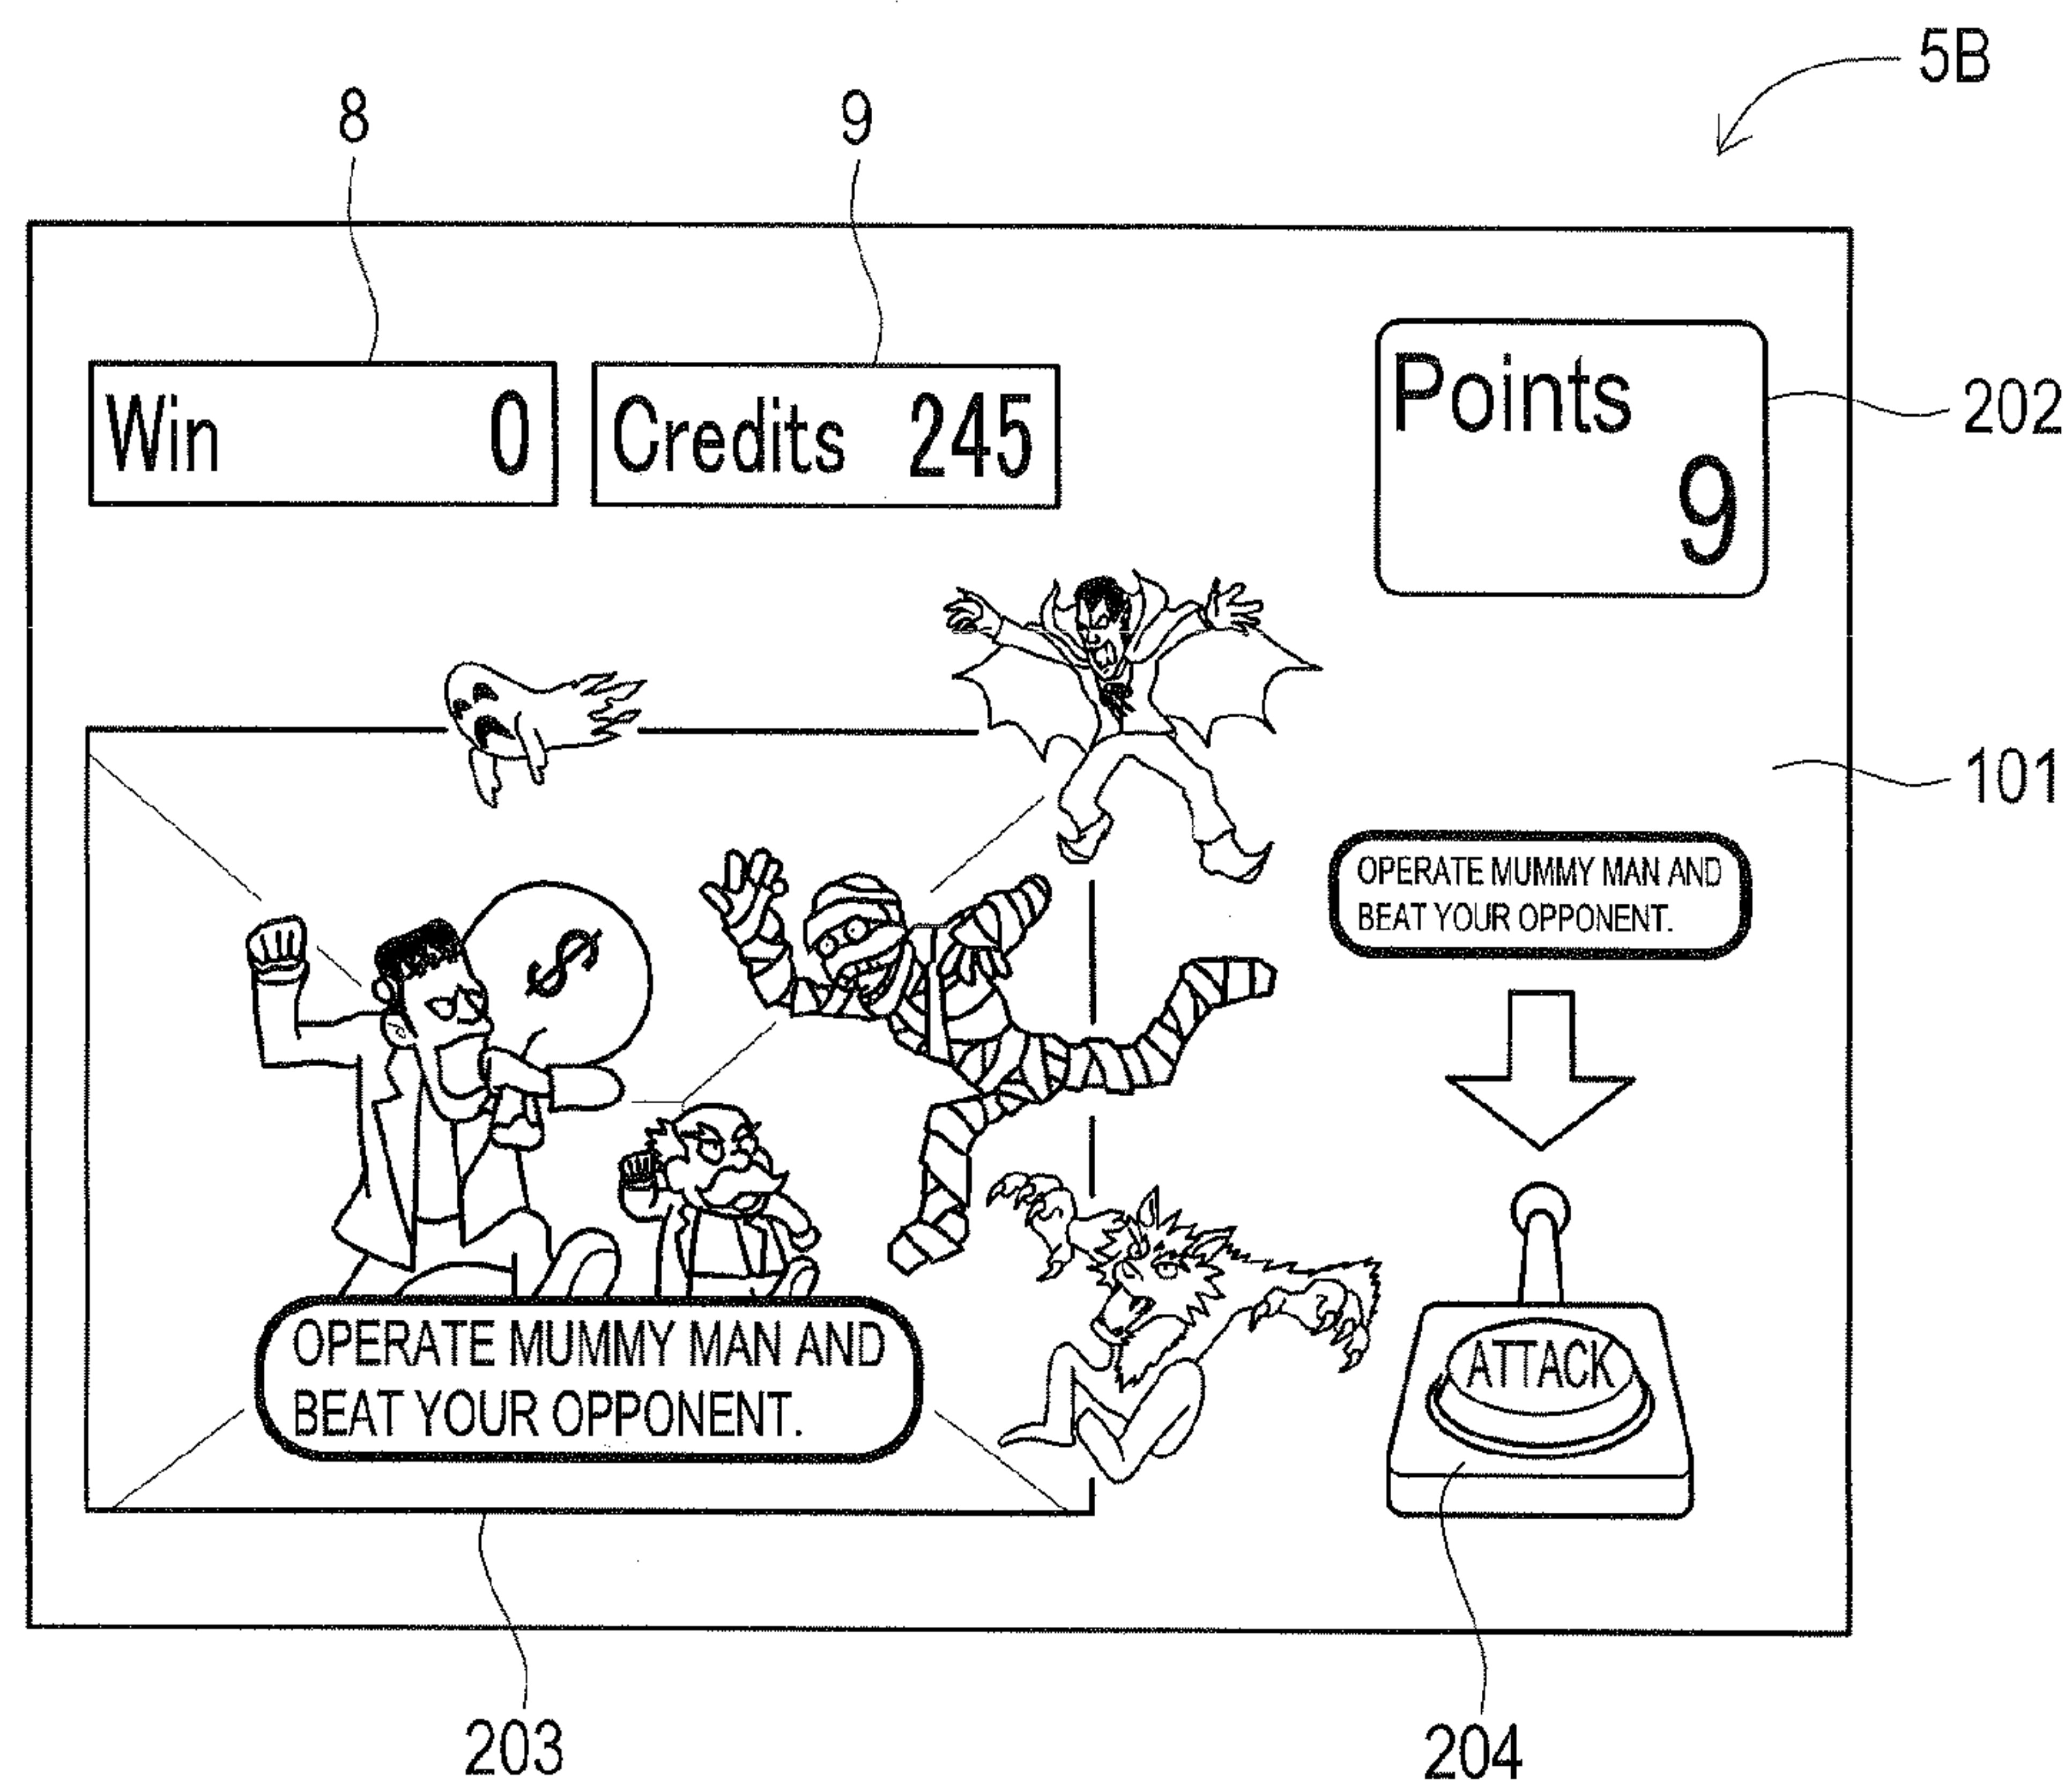 5B
8
9
Win 0
Credits 245
Points
9
202
101
OPERATE MUMMY MAN AND
BEAT YOUR OPPONENT.
$
OPERATE MUMMY MAN AND
BEAT YOUR OPPONENT.
ATTACK
203
204